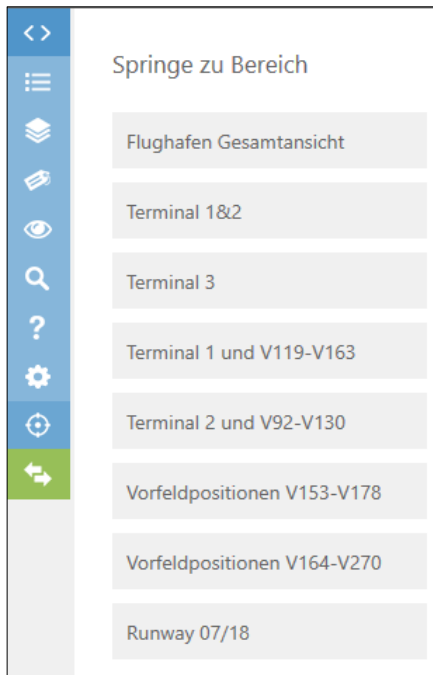 Springe zu Bereich
Flughafen Gesamtansicht
Terminal 1&2
Terminal 3
Terminal 1 und V119-V163
Terminal 2 und V92-V130
Vorfeldpositionen V153-V178
Vorfeldpositionen V164-V270
Runway 07/18